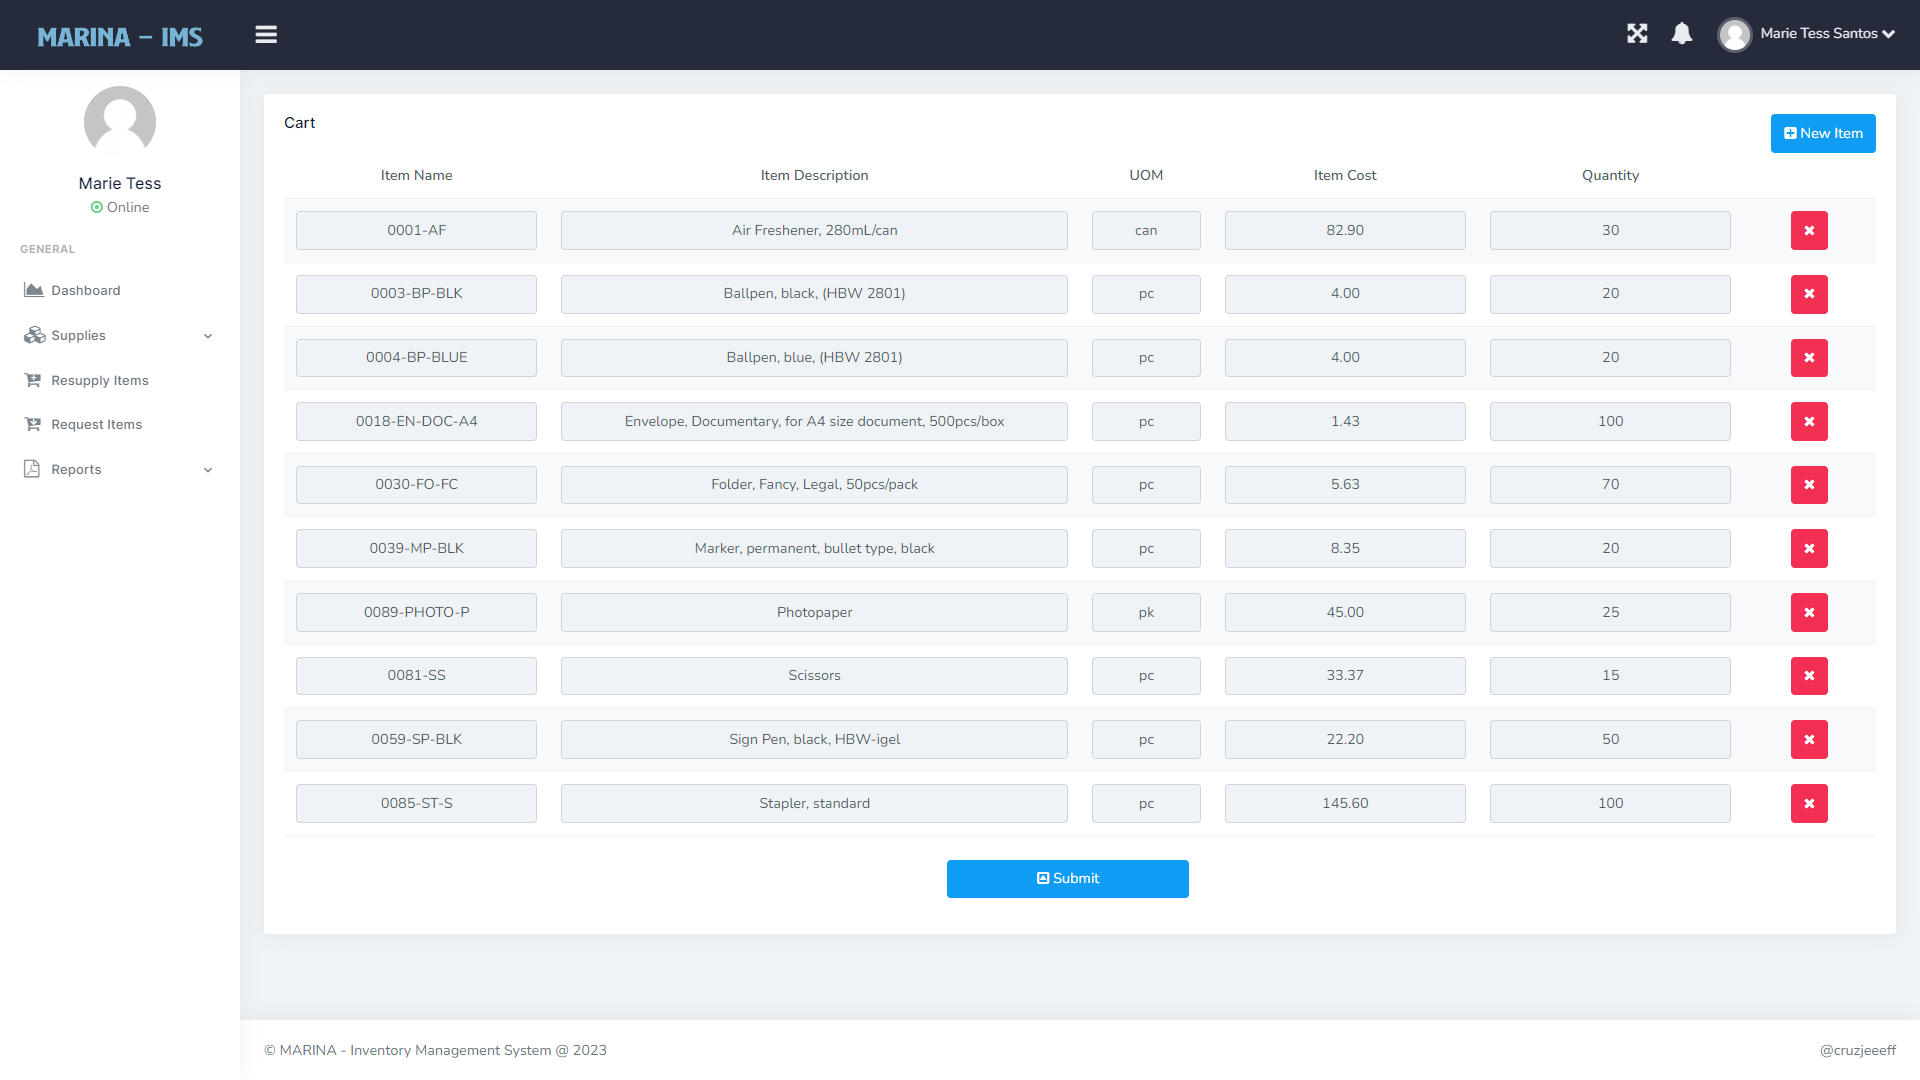 MARINA – IMS
Marie Tess Santos
Marie Tess
Online
GENERAL
Dashboard
Supplies
Resupply Items
Request Items
Reports
Cart
New Item
Item Name Item Description UOM Item Cost Quantity
0001-AF Air Freshener, 280mL/can can 82.90 30
0003-BP-BLK Ballpen, black, (HBW 2801) pc 4.00 20
0004-BP-BLUE Ballpen, blue, (HBW 2801) pc 4.00 20
0018-EN-DOC-A4 Envelope, Documentary, for A4 size document, 500pcs/box pc 1.43 100
0030-FO-FC Folder, Fancy, Legal, 50pcs/pack pc 5.63 70
0039-MP-BLK Marker, permanent, bullet type, black pc 8.35 20
0089-PHOTO-P Photopaper pk 45.00 25
0081-SS Scissors pc 33.37 15
0059-SP-BLK Sign Pen, black, HBW-igel pc 22.20 50
0085-ST-S Stapler, standard pc 145.60 100
Submit
© MARINA - Inventory Management System @ 2023
@cruzjeeeff